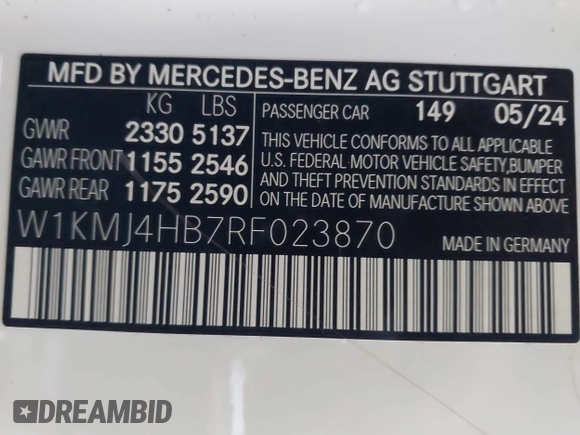 MFD BY MERCEDES-BENZ AG STUTTGART
KG LBS
GWVR 2330 5137
GAWR FRONT 1155 2546
GAWR REAR 1175 2590
PASSENGER CAR 149 05/24
THIS VEHICLE CONFORMS TO ALL APPLICABLE
U.S. FEDERAL MOTOR VEHICLE SAFETY, BUMPER
AND THEFT PREVENTION STANDARDS IN EFFECT
ON THE DATE OF MANUFACTURE SHOWN ABOVE.
W1KMJ4HB7RF023870
MADE IN GERMANY
DREAMBID